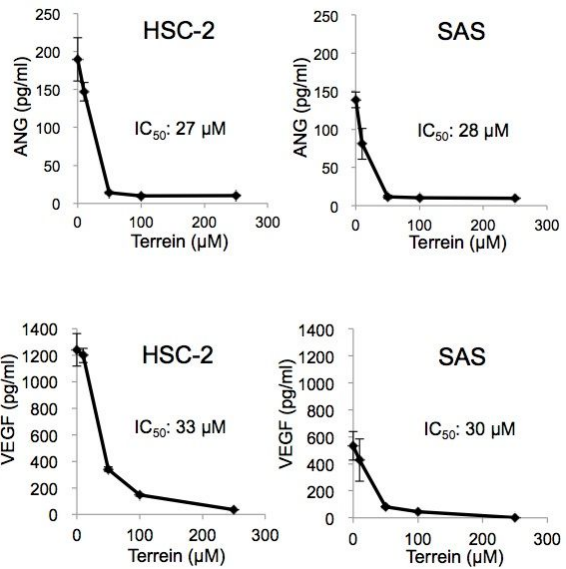 HSC-2
ANG (pg/ml)
250
200
150
100
50
0
IC50: 27 µM
0 100 200 300
Terrein (µM)
SAS
ANG (pg/ml)
250
200
150
100
50
0
IC50: 28 µM
0 100 200 300
Terrein (µM)
HSC-2
VEGF (pg/ml)
1400
1200
1000
800
600
400
200
0
IC50: 33 µM
0 100 200 300
Terrein (µM)
SAS
VEGF (pg/ml)
1400
1200
1000
800
600
400
200
0
IC50: 30 µM
0 100 200 300
Terrein (µM)